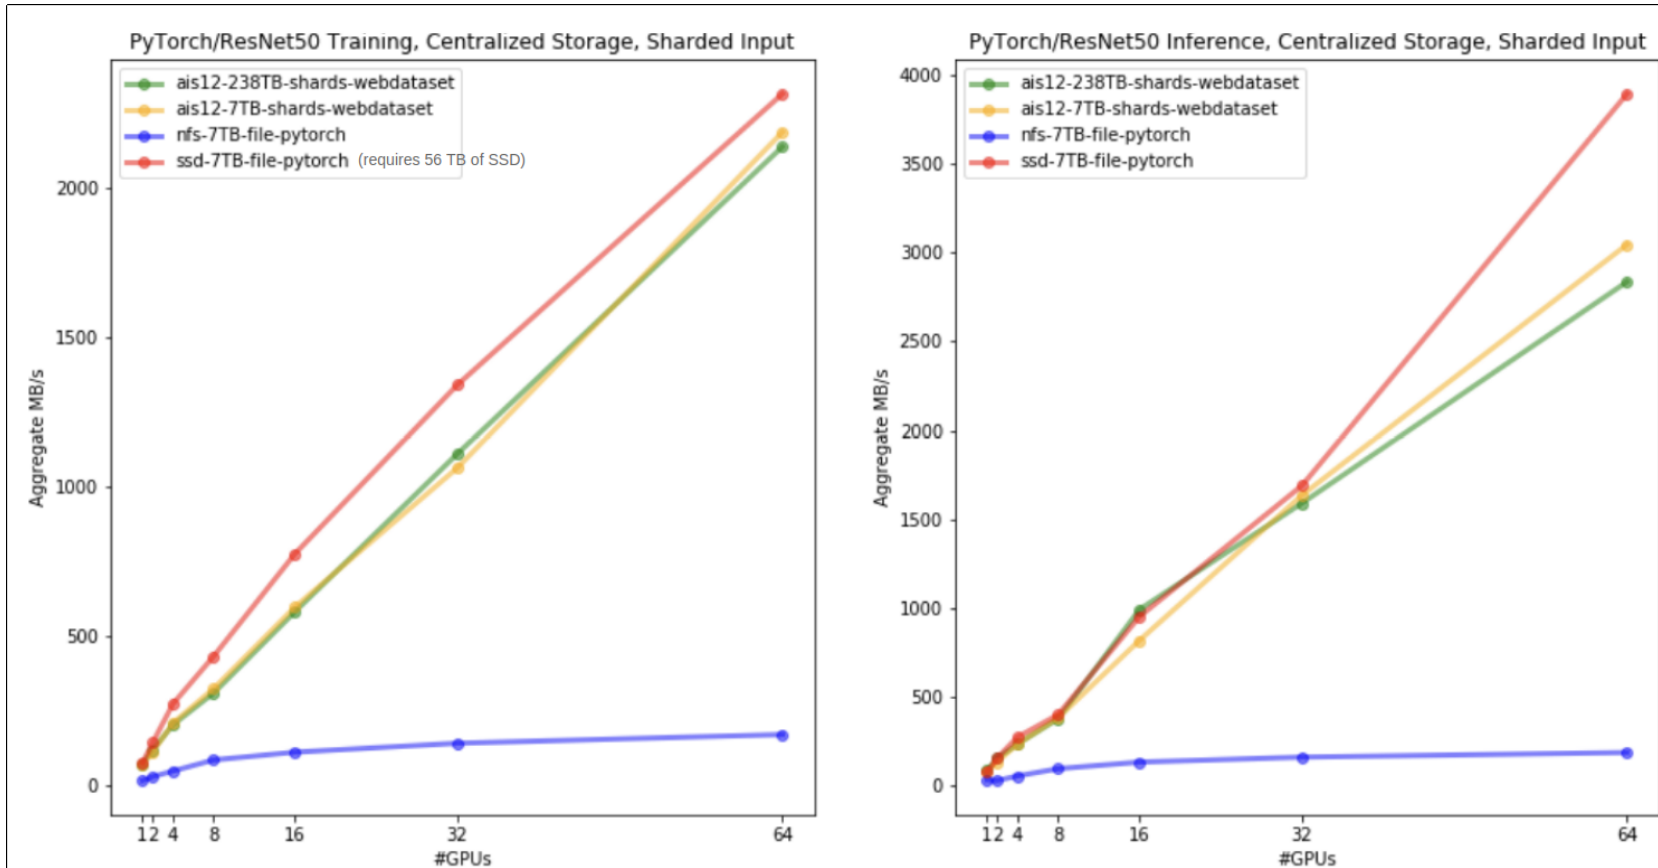 PyTorch/ResNet50 Training, Centralized Storage, Sharded Input
ais12-238TB-shards-webdataset
ais12-7TB-shards-webdataset
nfs-7TB-file-pytorch
ssd-7TB-file-pytorch (requires 56 TB of SSD)
2000
1500
1000
500
0
Aggregate MB/s
1 2 4 8 16 32 64
#GPUs
PyTorch/ResNet50 Inference, Centralized Storage, Sharded Input
ais12-238TB-shards-webdataset
ais12-7TB-shards-webdataset
nfs-7TB-file-pytorch
ssd-7TB-file-pytorch
4000
3500
3000
2500
2000
1500
1000
500
0
Aggregate MB/s
1 2 4 8 16 32 64
#GPUs